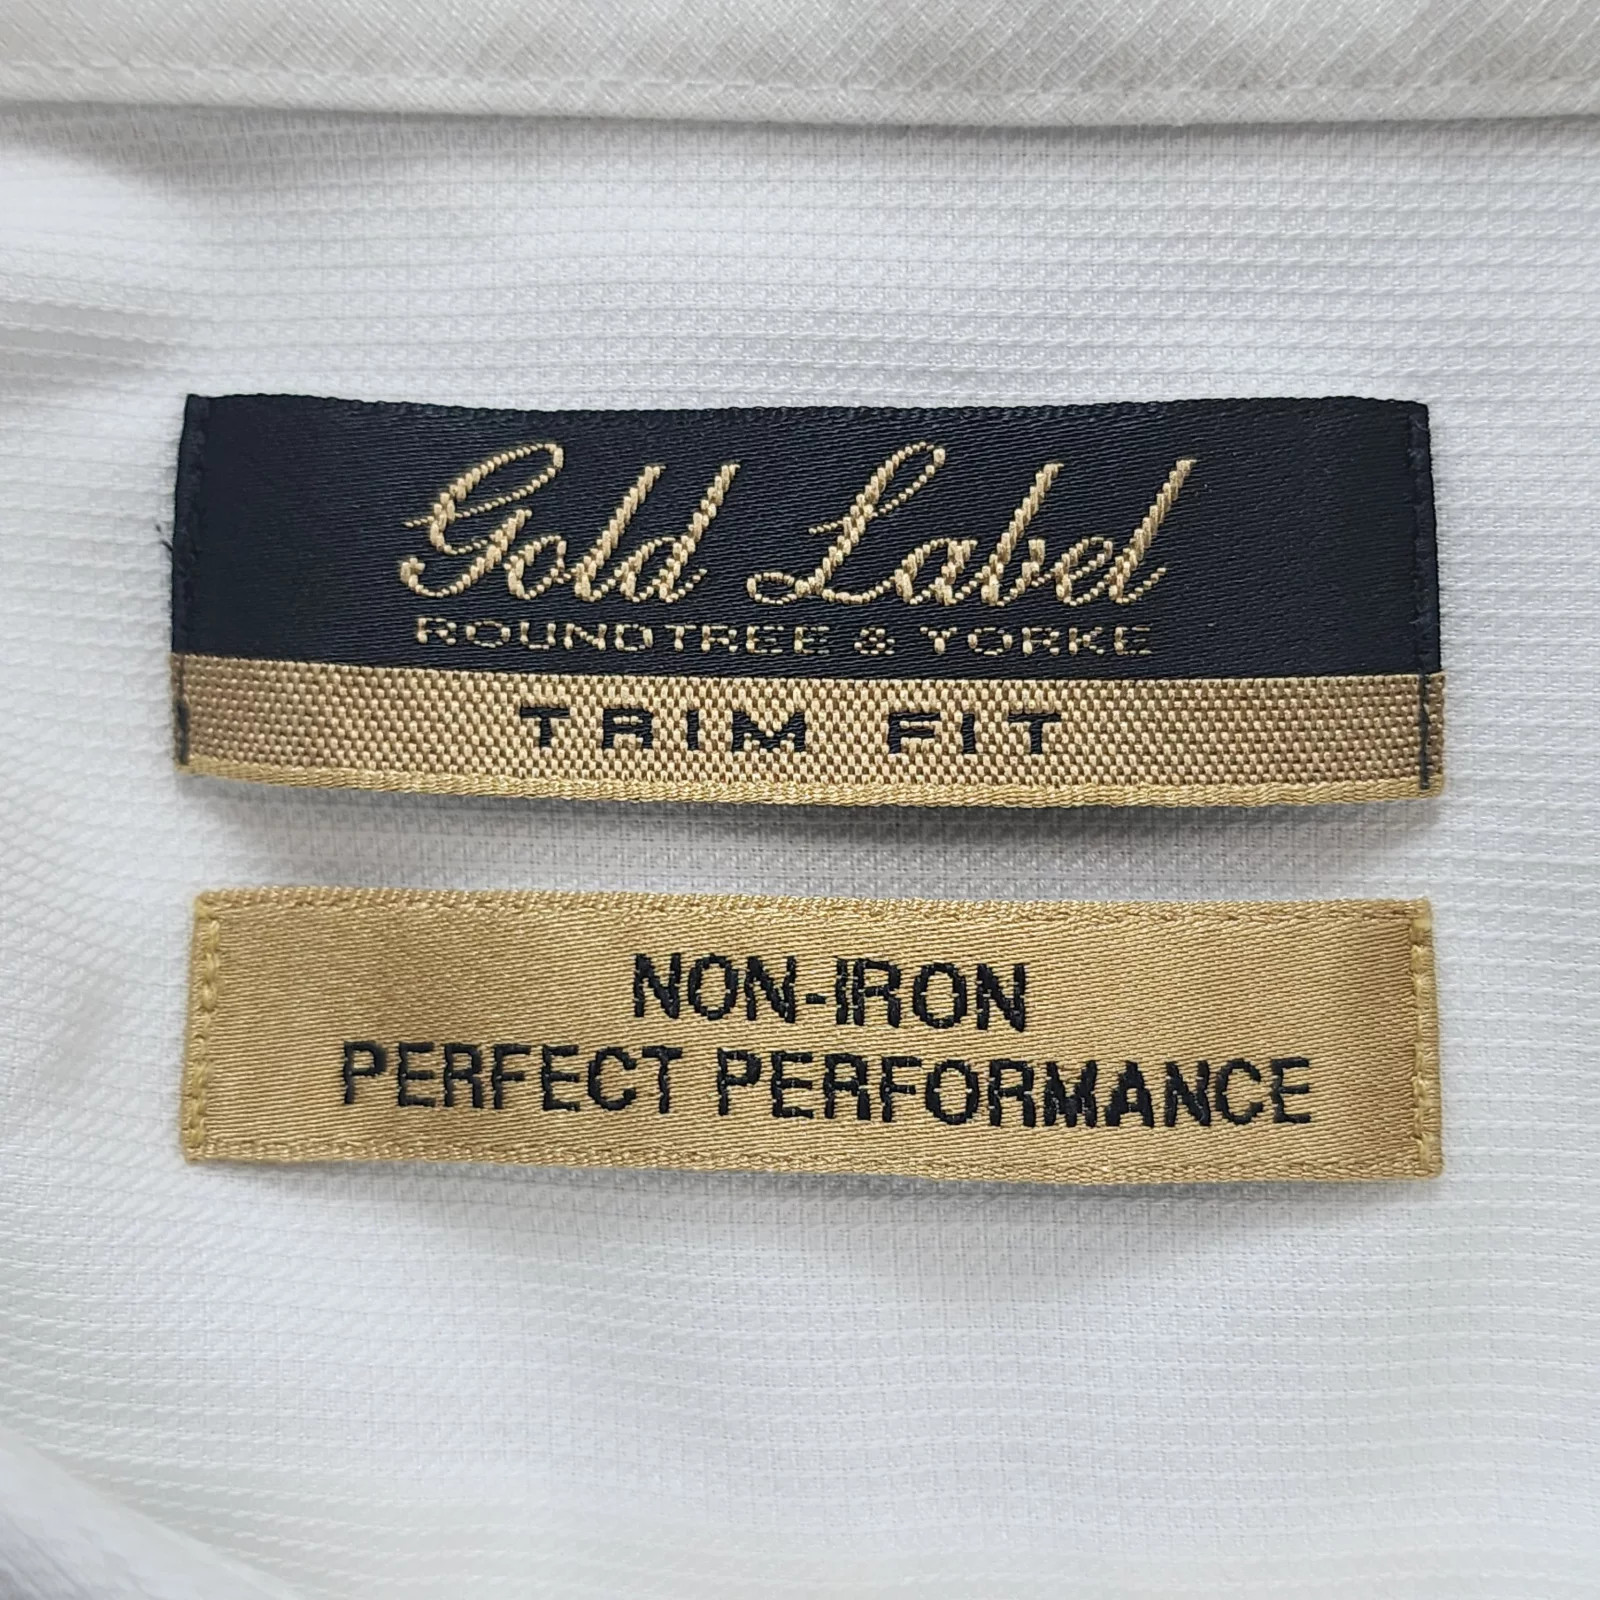 Gold Label
ROUNDTREE & YORKE
TRIM FIT
NON-IRON
PERFECT PERFORMANCE